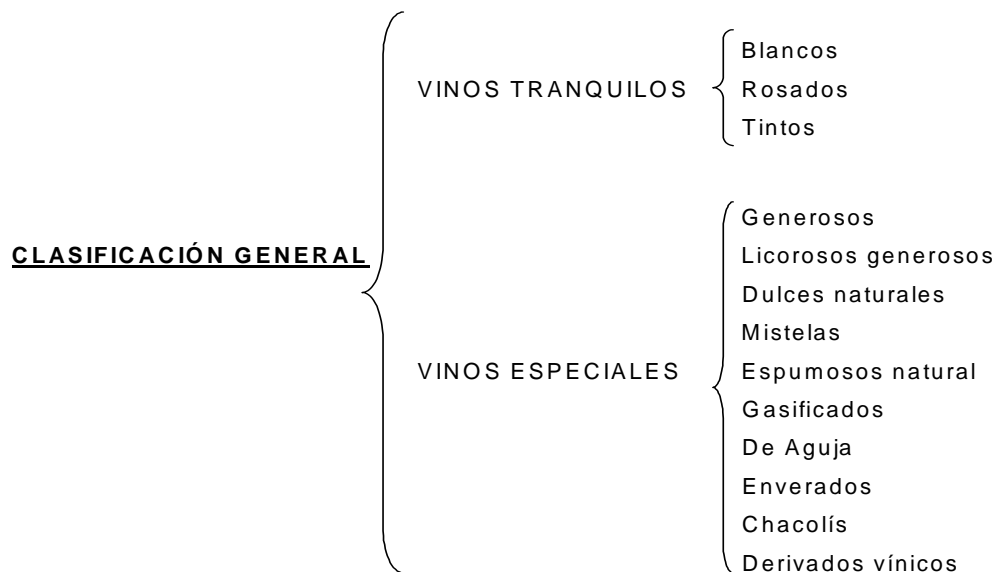 CLASIFICACIÓN GENERAL
VINOS TRANQUILOS
Blancos
Rosados
Tintos
VINOS ESPECIALES
Generosos
Licorosos generosos
Dulces naturales
Mistelas
Espumosos natural
Gasificados
De Aguja
Enverados
Chacolís
Derivados vínicos